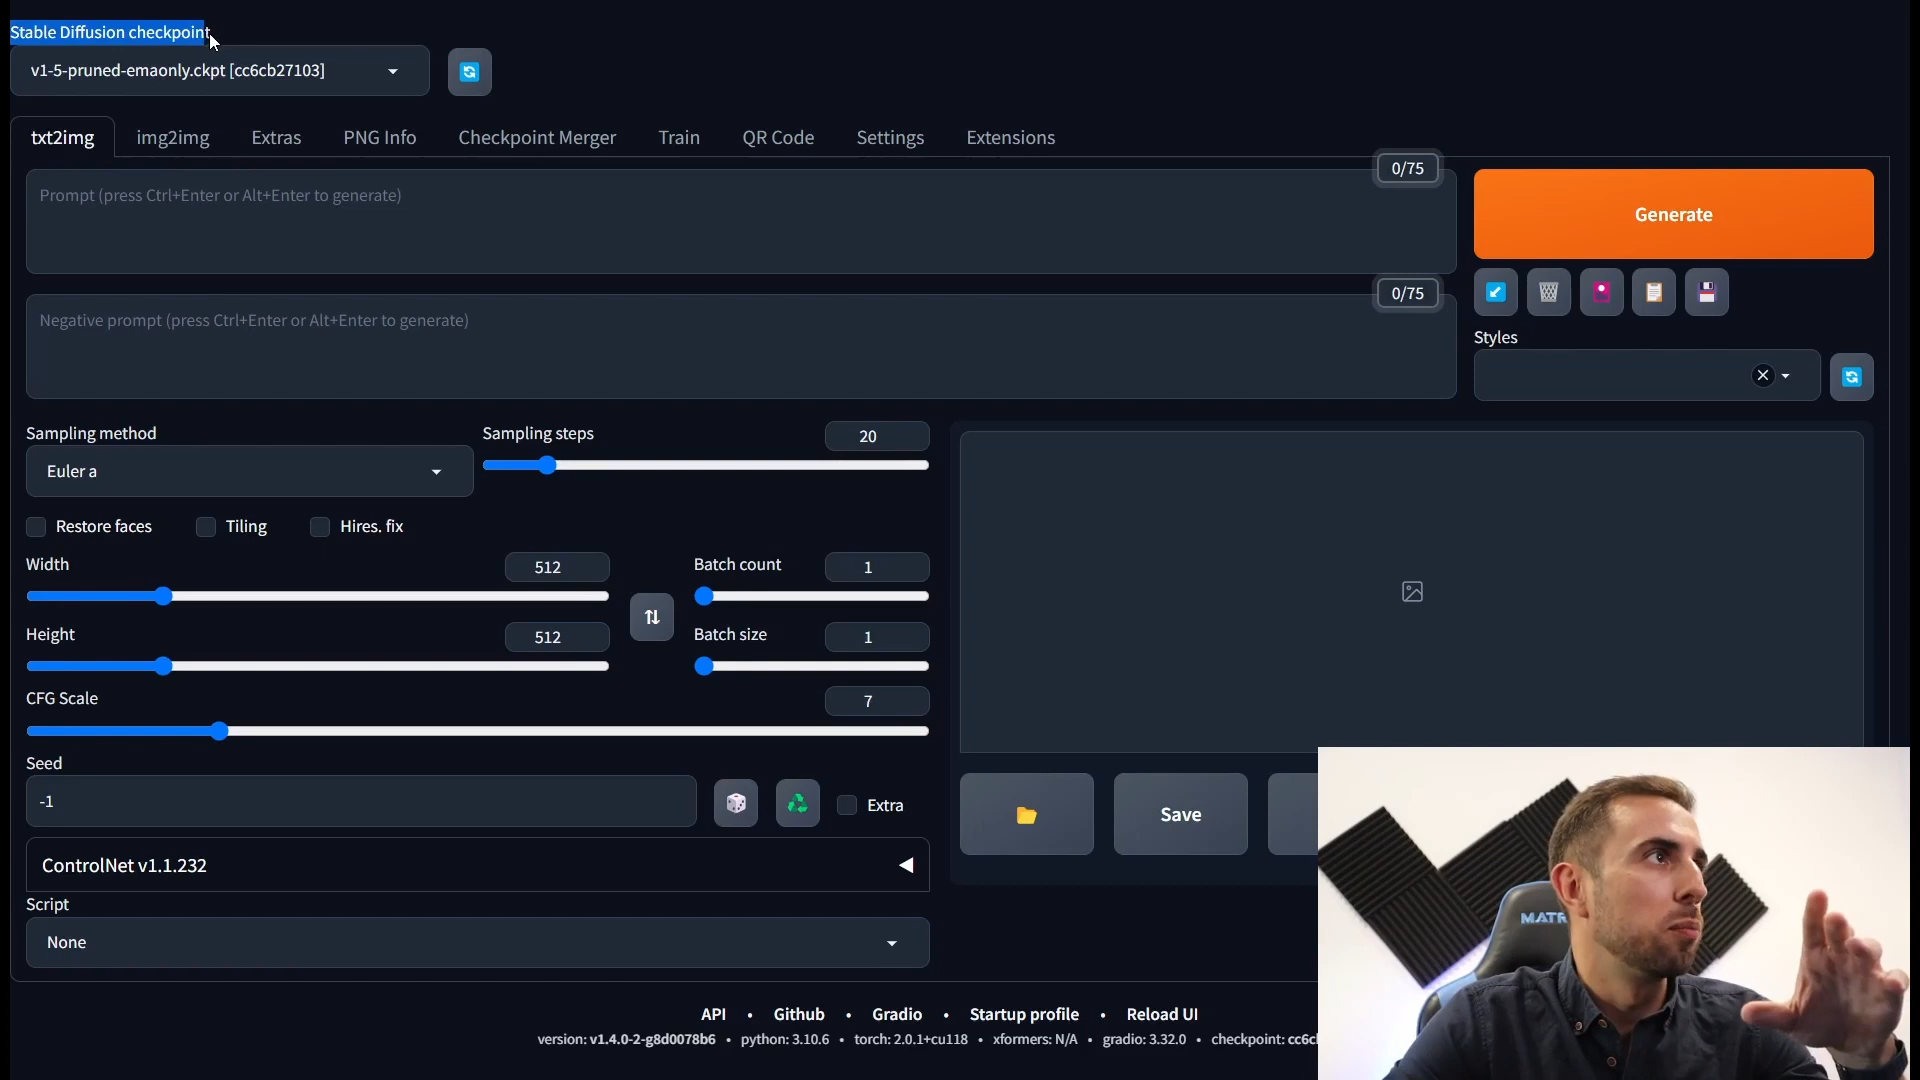 Stable Diffusion checkpoint
v1-5-pruned-emaonly.ckpt [cc6cb27103]
txt2img img2img Extras PNG Info Checkpoint Merger Train QR Code Settings Extensions
0/75
Prompt (press Ctrl+Enter or Alt+Enter to generate)
Generate
0/75
Negative prompt (press Ctrl+Enter or Alt+Enter to generate)
Styles
Sampling method
Euler a
Sampling steps
20
Restore faces Tiling Hires. fix
Width
512
Batch count
1
Height
512
Batch size
1
CFG Scale
7
Seed
-1
Extra
Save
ControlNet v1.1.232
Script
None
MATR
API • Github • Gradio • Startup profile • Reload UI
version: v1.4.0-2-g8d0078b6 • python: 3.10.6 • torch: 2.0.1+cu118 • xformers: N/A • gradio: 3.32.0 • checkpoint: